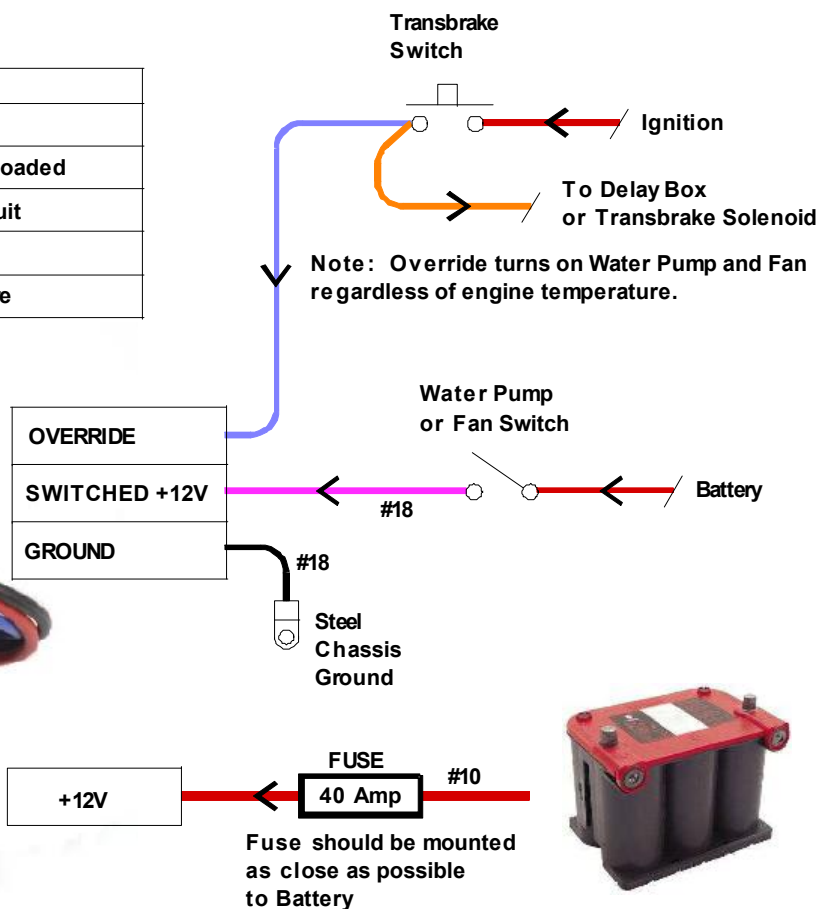 Transbrake
Switch
oaded
uit
e
Ignition
To Delay Box
or Transbrake Solenoid
Note: Override turns on Water Pump and Fan
regardless of engine temperature.
Water Pump
or Fan Switch
OVERRIDE
SWITCHED +12V
#18
Battery
GROUND
#18
Steel
Chassis
Ground
FUSE
+12V
40 Amp
#10
Fuse should be mounted
as close as possible
to Battery